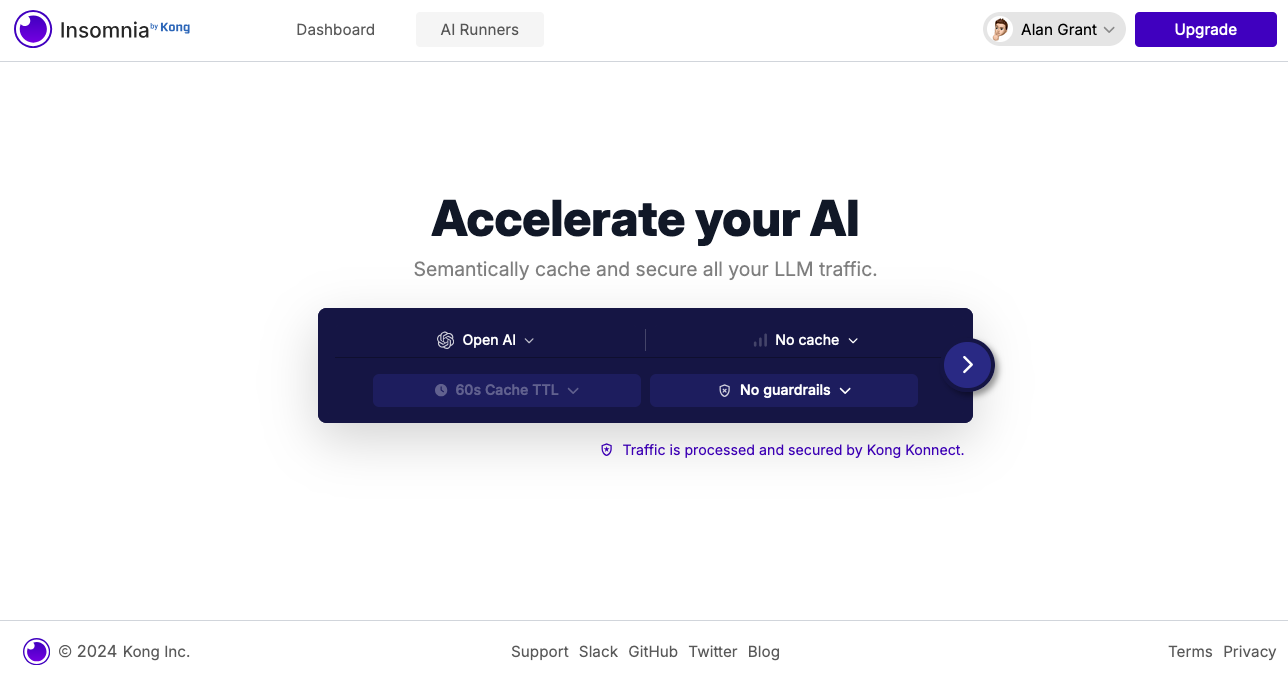 Insomnia by Kong
Dashboard
AI Runners
Alan Grant
Upgrade
Accelerate your AI
Semantically cache and secure all your LLM traffic.
Open AI
No cache
60s Cache TTL
No guardrails
Traffic is processed and secured by Kong Konnect.
© 2024 Kong Inc.
Support Slack GitHub Twitter Blog
Terms Privacy